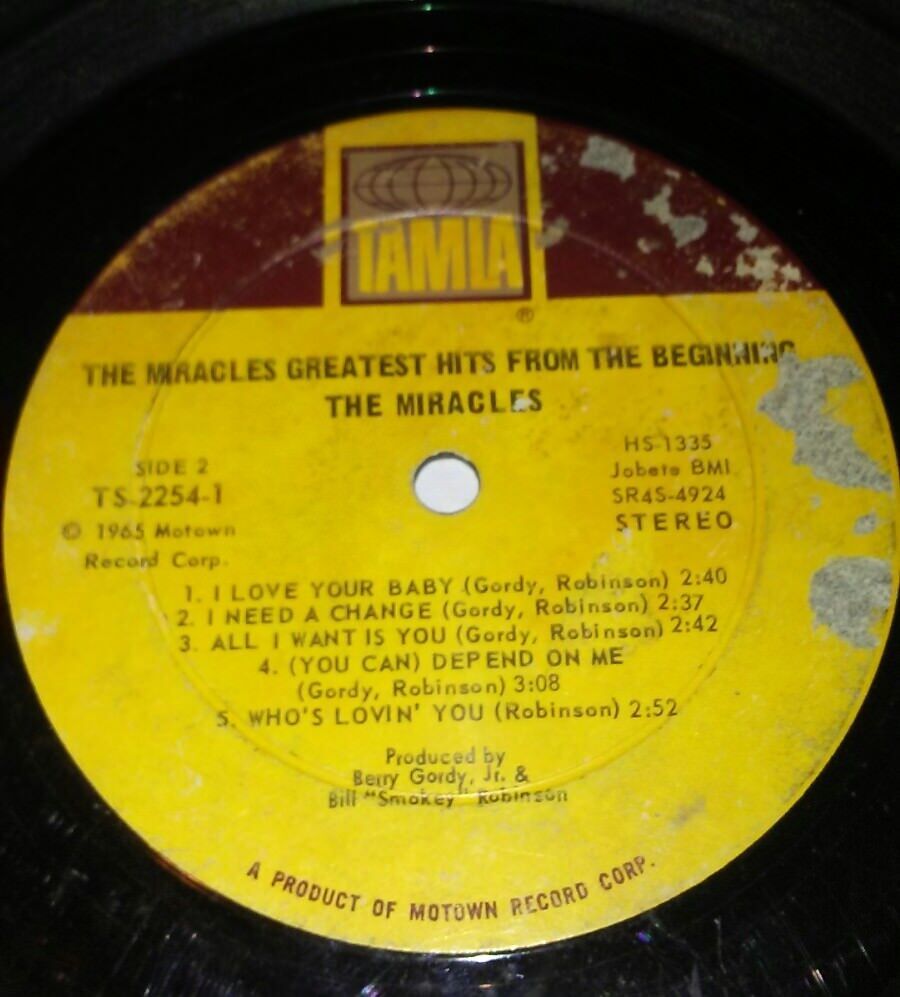 TAMLA
®
THE MIRACLES GREATEST HITS FROM THE BEGINNING
THE MIRACLES
SIDE 2
TS-2254-1
© 1965 Motown
Record Corp.
HS-1335
Jobete BMI
SR4S-4924
STEREO
1. I LOVE YOUR BABY (Gordy, Robinson) 2:40
2. I NEED A CHANGE (Gordy, Robinson) 2:37
3. ALL I WANT IS YOU (Gordy, Robinson) 2:42
4. (YOU CAN) DEPEND ON ME
(Gordy, Robinson) 3:08
5. WHO'S LOVIN' YOU (Robinson) 2:52
Produced by
Berry Gordy, Jr. &
Bill "Smokey" Robinson
A PRODUCT OF MOTOWN RECORD CORP.